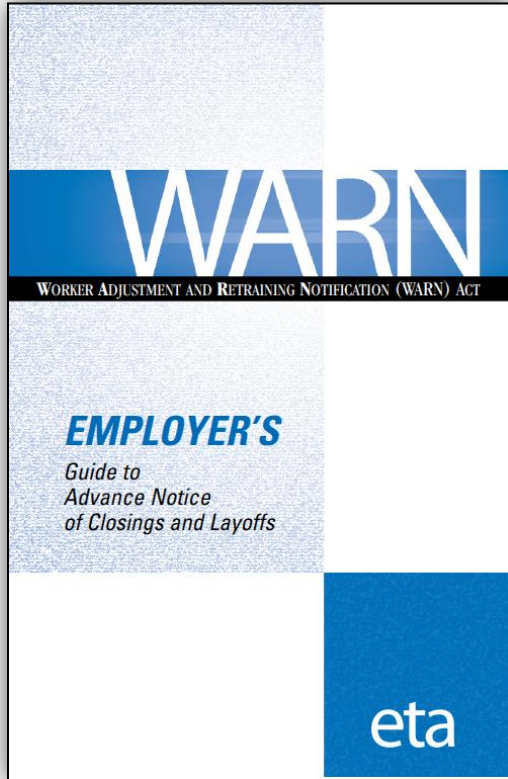 WARN
WORKER ADJUSTMENT AND RETRAINING NOTIFICATION (WARN) ACT
EMPLOYER'S
Guide to
Advance Notice
of Closings and Layoffs
eta